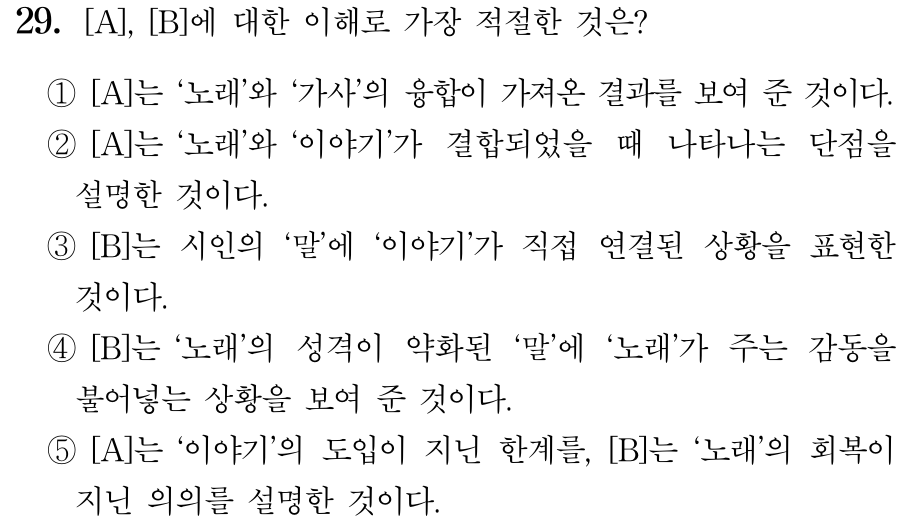 29. [A], [B]에 대한 이해로 가장 적절한 것은?
① [A]는 ‘노래’와 ‘가사’의 융합이 가져온 결과를 보여 준 것이다.
② [A]는 ‘노래’와 ‘이야기’가 결합되었을 때 나타나는 단점을
설명한 것이다.
③ [B]는 시인의 ‘말’에 ‘이야기’가 직접 연결된 상황을 표현한
것이다.
④ [B]는 ‘노래’의 성격이 약화된 ‘말’에 ‘노래’가 주는 감동을
불어넣는 상황을 보여 준 것이다.
⑤ [A]는 ‘이야기’의 도입이 지닌 한계를, [B]는 ‘노래’의 회복이
지닌 의의를 설명한 것이다.